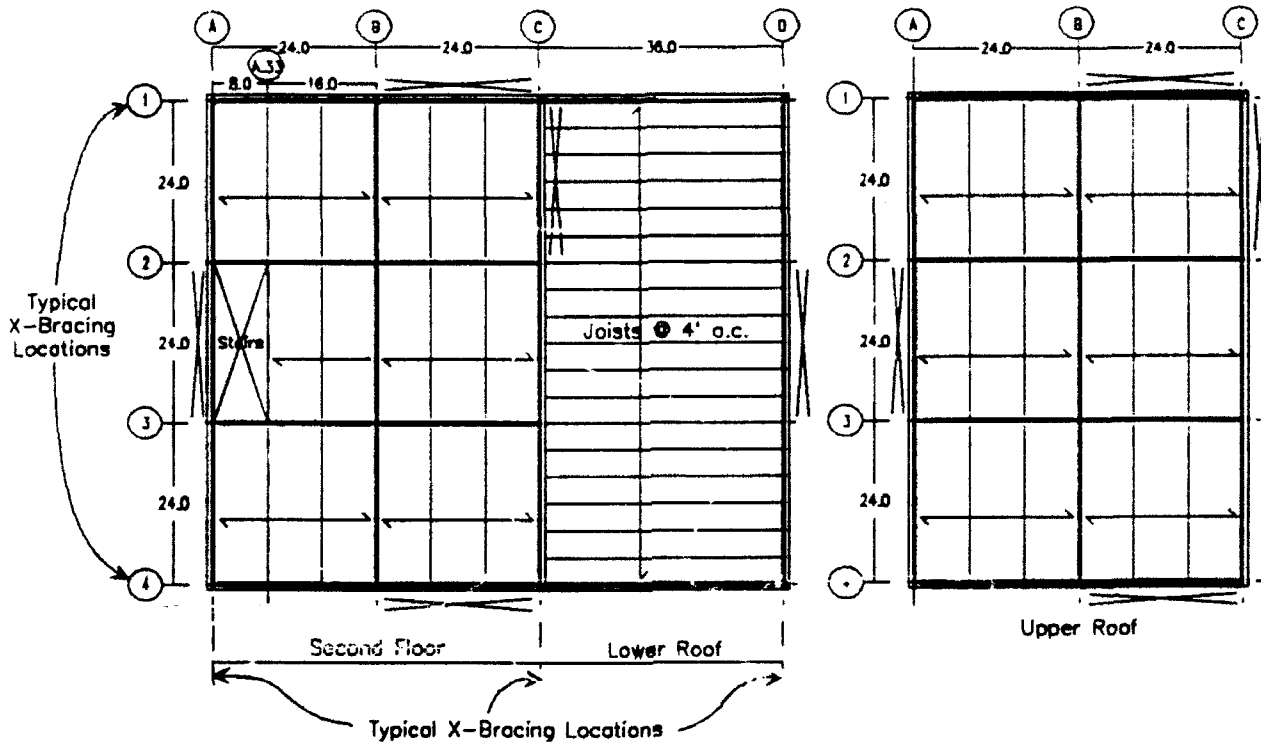 A B C D
24.0 24.0 36.0
A.33
8.0 16.0
1
24.0
2
Typical
X-Bracing
Locations
24.0
Stairs
Joists @ 4' o.c.
3
24.0
4
Second Floor
Lower Roof
Typical X-Bracing Locations
A B C
24.0 24.0
1
24.0
2
24.0
3
24.0
Upper Roof